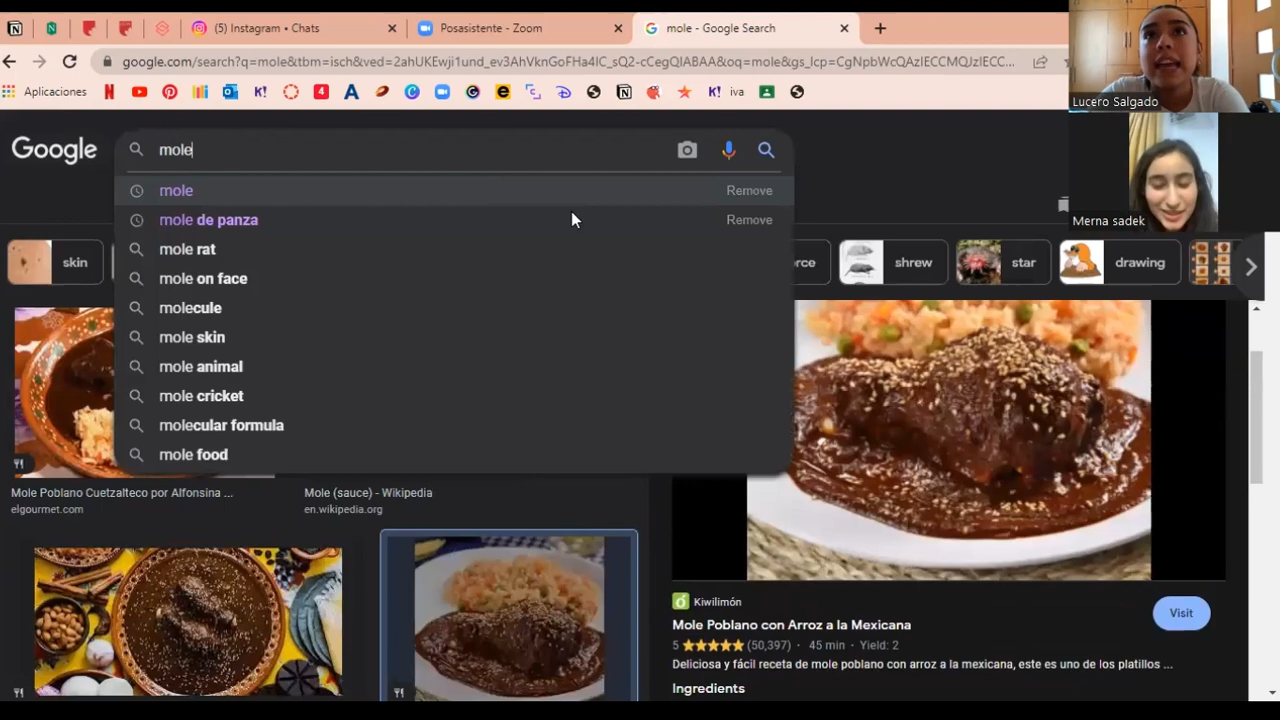 (5) Instagram • Chats
Posasistente - Zoom
mole - Google Search
google.com/search?q=mole&tbm=isch&ved=2ahUKEwji1und_ev3AhVknGoFHa4IC_sQ2-cCegQIABAA&oq=mole&gs_lcp=CgNpbWcQAzIECCMQJzIECC...
Aplicaciones
K!
K! iva
Lucero Salgado
Google
mole
mole Remove
mole de panza Remove
mole rat
mole on face
molecule
mole skin
mole animal
mole cricket
molecular formula
mole food
Merna sadek
skin
rce
shrew
star
drawing
Mole Poblano Cuetzalteco por Alfonsina ...
elgourmet.com
Mole (sauce) - Wikipedia
en.wikipedia.org
Kiwilimón
Visit
Mole Poblano con Arroz a la Mexicana
5 ★★★★★ (50,397) · 45 min · Yield: 2
Deliciosa y fácil receta de mole poblano con arroz a la mexicana, este es uno de los platillos ...
Ingredients